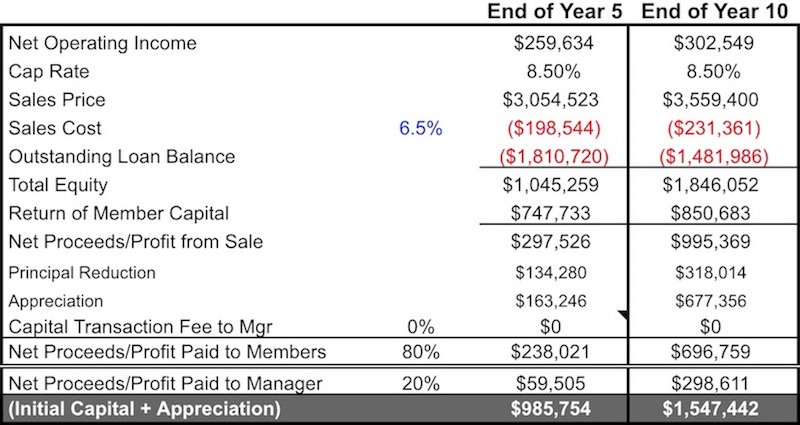 End of Year 5 End of Year 10
Net Operating Income $259,634 $302,549
Cap Rate 8.50% 8.50%
Sales Price $3,054,523 $3,559,400
Sales Cost 6.5% ($198,544) ($231,361)
Outstanding Loan Balance ($1,810,720) ($1,481,986)
Total Equity $1,045,259 $1,846,052
Return of Member Capital $747,733 $850,683
Net Proceeds/Profit from Sale $297,526 $995,369
Principal Reduction $134,280 $318,014
Appreciation $163,246 $677,356
Capital Transaction Fee to Mgr 0% $0 $0
Net Proceeds/Profit Paid to Members 80% $238,021 $696,759
Net Proceeds/Profit Paid to Manager 20% $59,505 $298,611
(Initial Capital + Appreciation) $985,754 $1,547,442